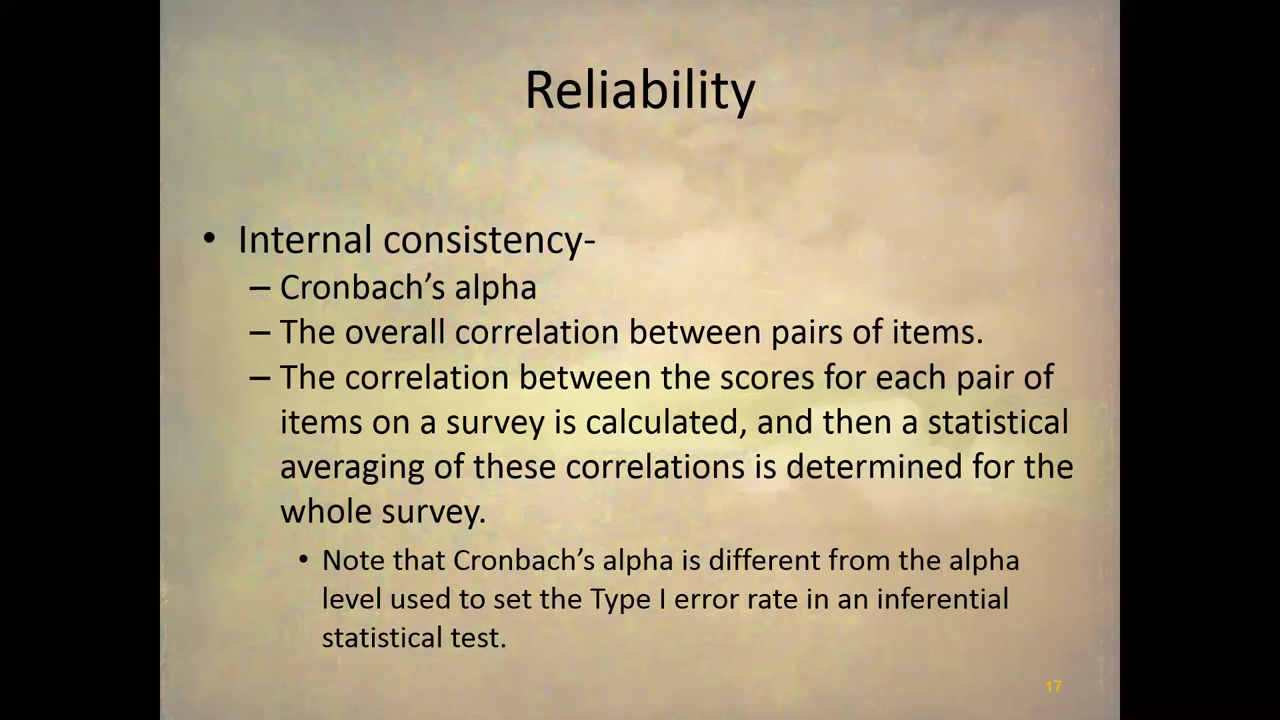 Reliability
• Internal consistency-
– Cronbach’s alpha
– The overall correlation between pairs of items.
– The correlation between the scores for each pair of
items on a survey is calculated, and then a statistical
averaging of these correlations is determined for the
whole survey.
• Note that Cronbach’s alpha is different from the alpha
level used to set the Type I error rate in an inferential
statistical test.
17